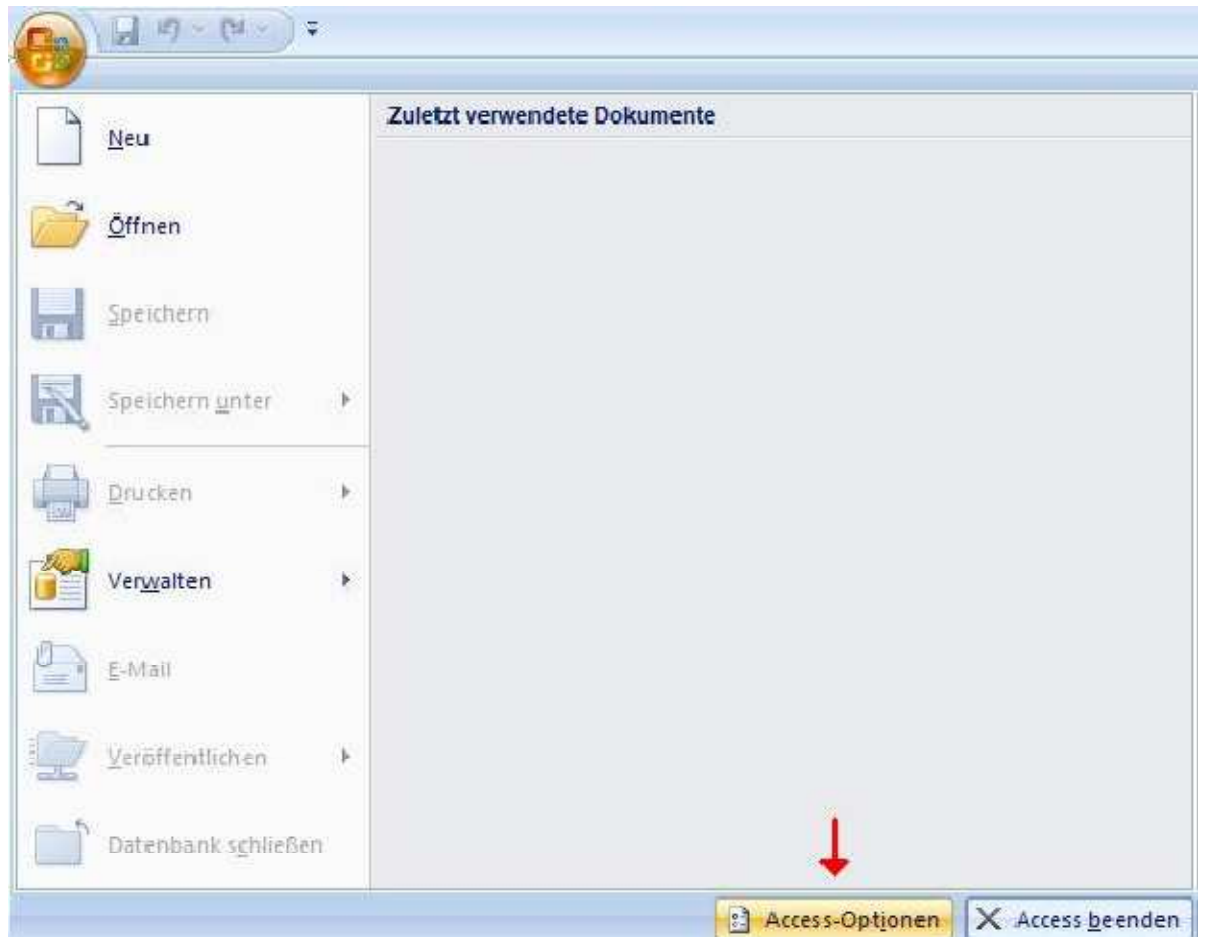 Zuletzt verwendete Dokumente
Neu
Öffnen
Speichern
Speichern unter
Drucken
Verwalten
E-Mail
Veröffentlichen
Datenbank schließen
Access-Optionen
Access beenden